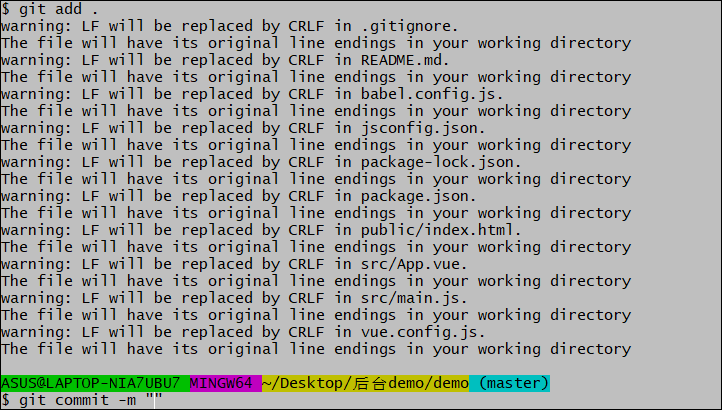 $ git add .
warning: LF will be replaced by CRLF in .gitignore.
The file will have its original line endings in your working directory
warning: LF will be replaced by CRLF in README.md.
The file will have its original line endings in your working directory
warning: LF will be replaced by CRLF in babel.config.js.
The file will have its original line endings in your working directory
warning: LF will be replaced by CRLF in jsconfig.json.
The file will have its original line endings in your working directory
warning: LF will be replaced by CRLF in package-lock.json.
The file will have its original line endings in your working directory
warning: LF will be replaced by CRLF in package.json.
The file will have its original line endings in your working directory
warning: LF will be replaced by CRLF in public/index.html.
The file will have its original line endings in your working directory
warning: LF will be replaced by CRLF in src/App.vue.
The file will have its original line endings in your working directory
warning: LF will be replaced by CRLF in src/main.js.
The file will have its original line endings in your working directory
warning: LF will be replaced by CRLF in vue.config.js.
The file will have its original line endings in your working directory
ASUS@LAPTOP-NIA7UBU7 MINGW64 ~/Desktop/后台demo/demo (master)
$ git commit -m ""